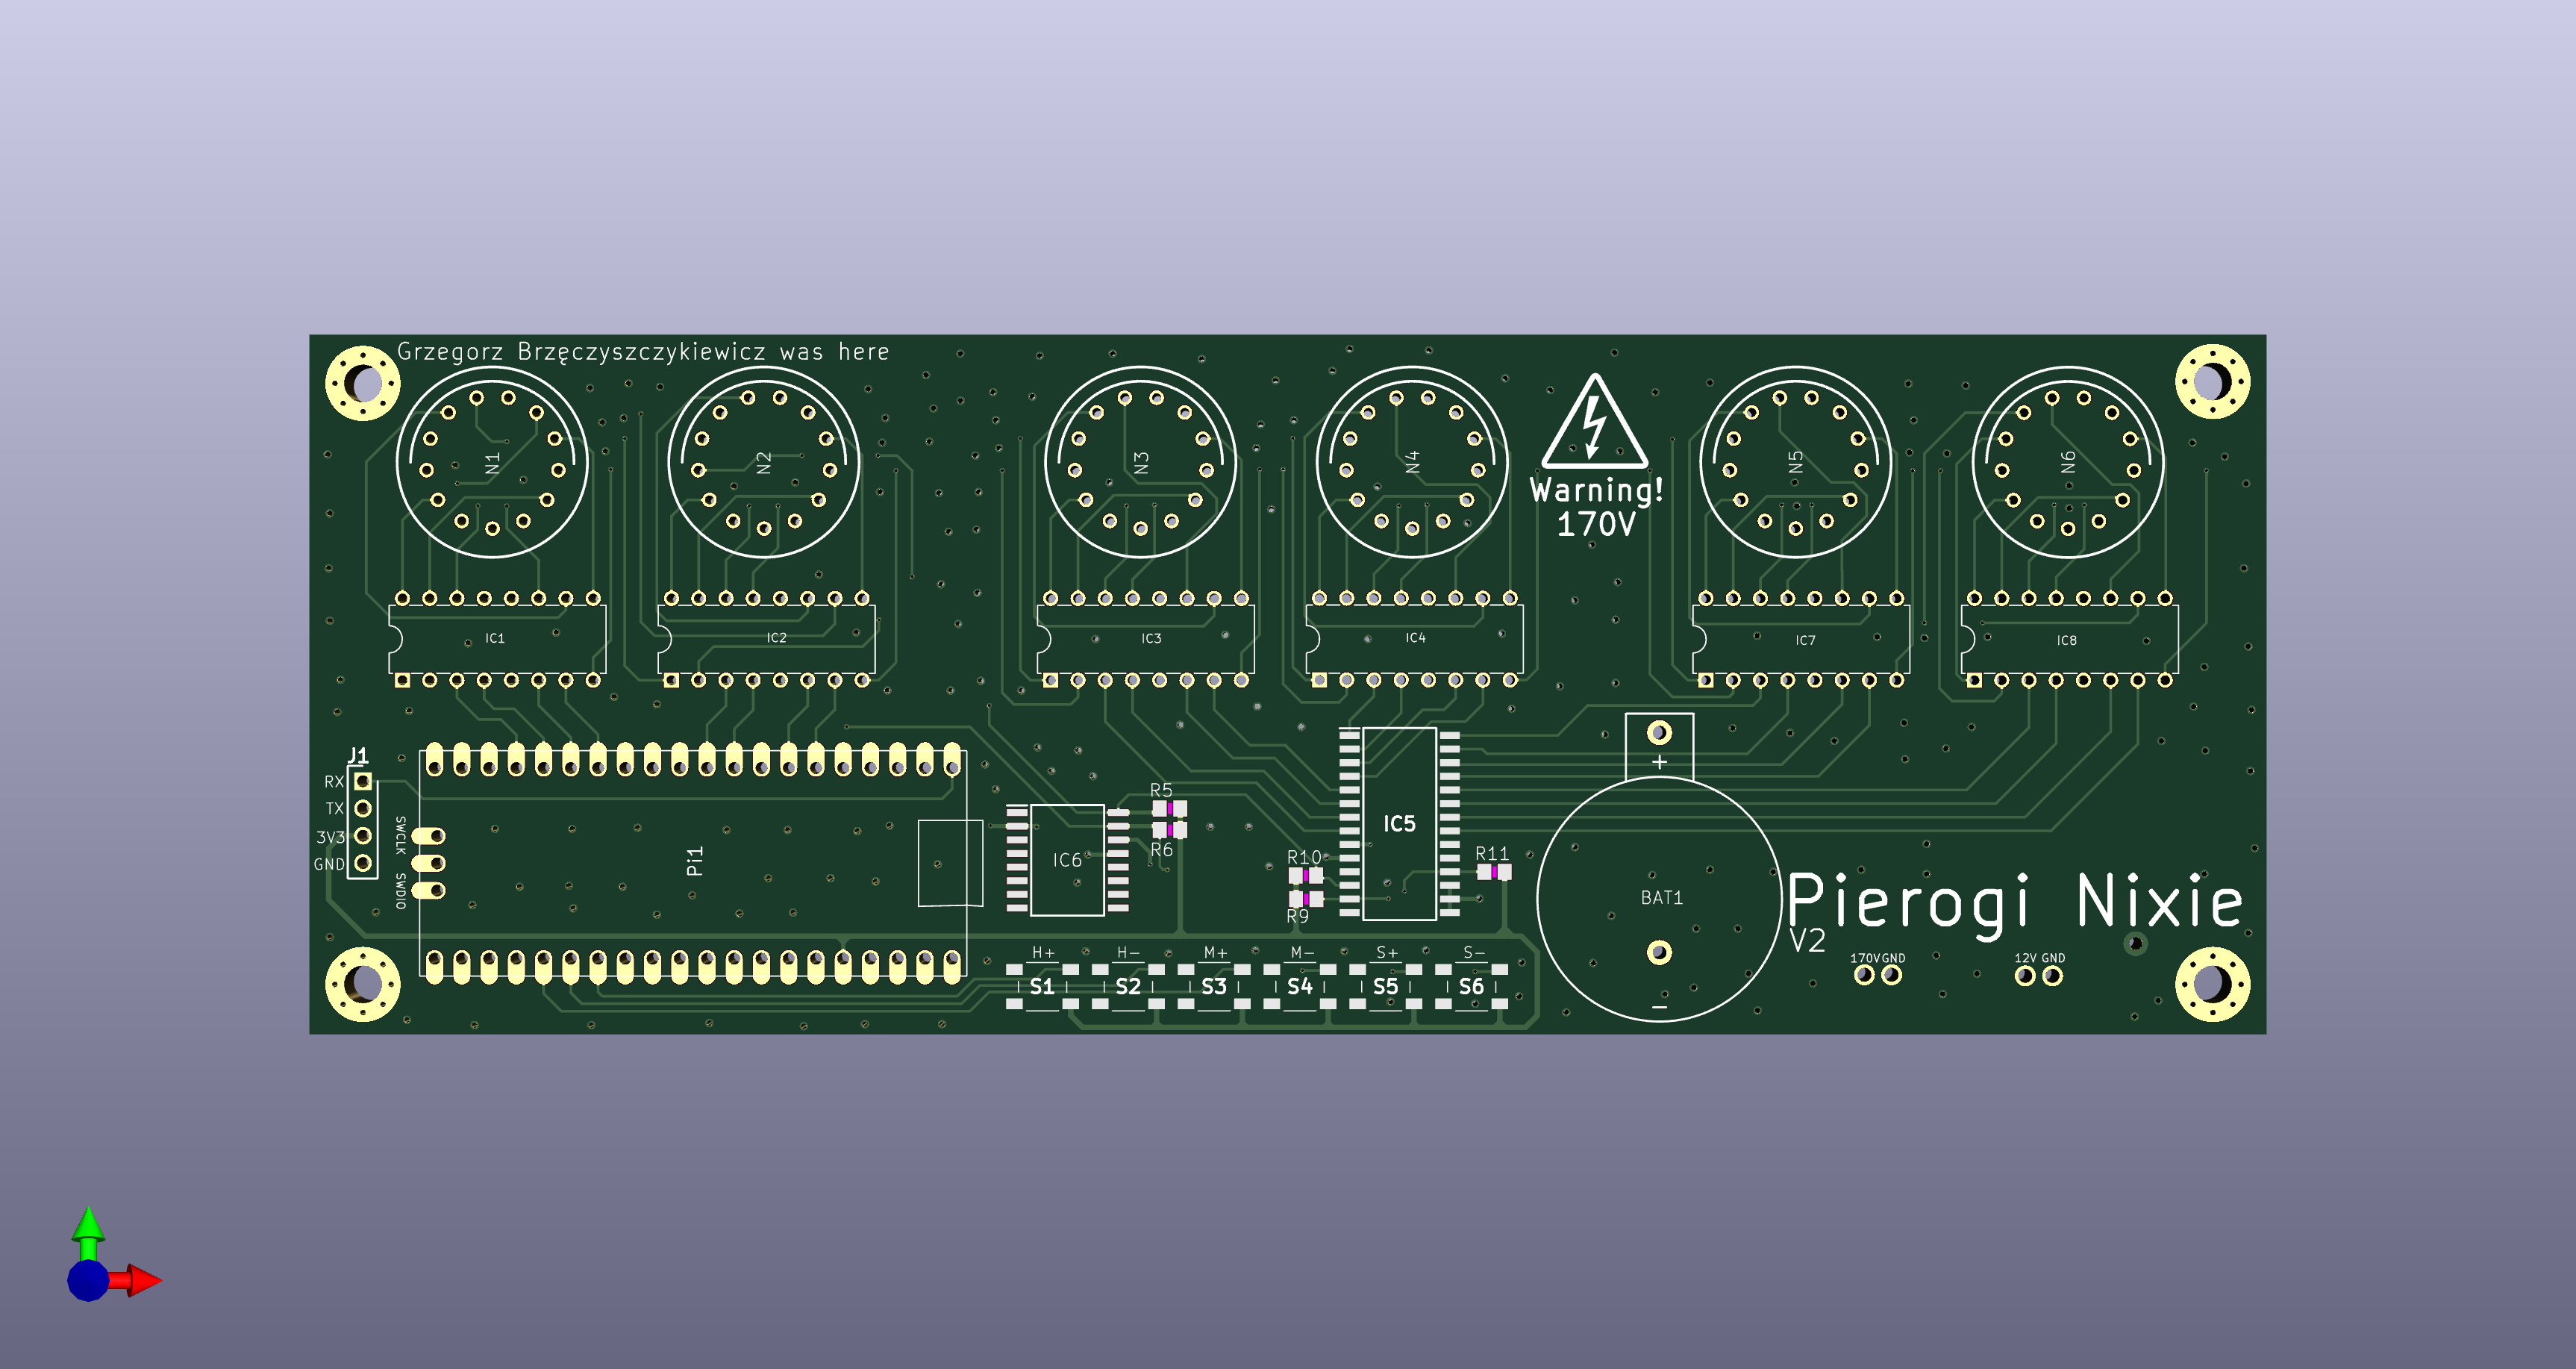 Grzegorz Brzęczyszczykiewicz was here
N1
N2
N3
N4
N5
N6
Warning!
170V
IC1
IC2
IC3
IC4
IC7
IC8
J1
RX
TX
3V3
GND
SWCLK
SWDIO
Pi1
IC6
R5
R6
R10
R9
IC5
R11
+
BAT1
−
Pierogi Nixie
V2
170V GND
12V GND
H+
H−
M+
M−
S+
S−
S1
S2
S3
S4
S5
S6